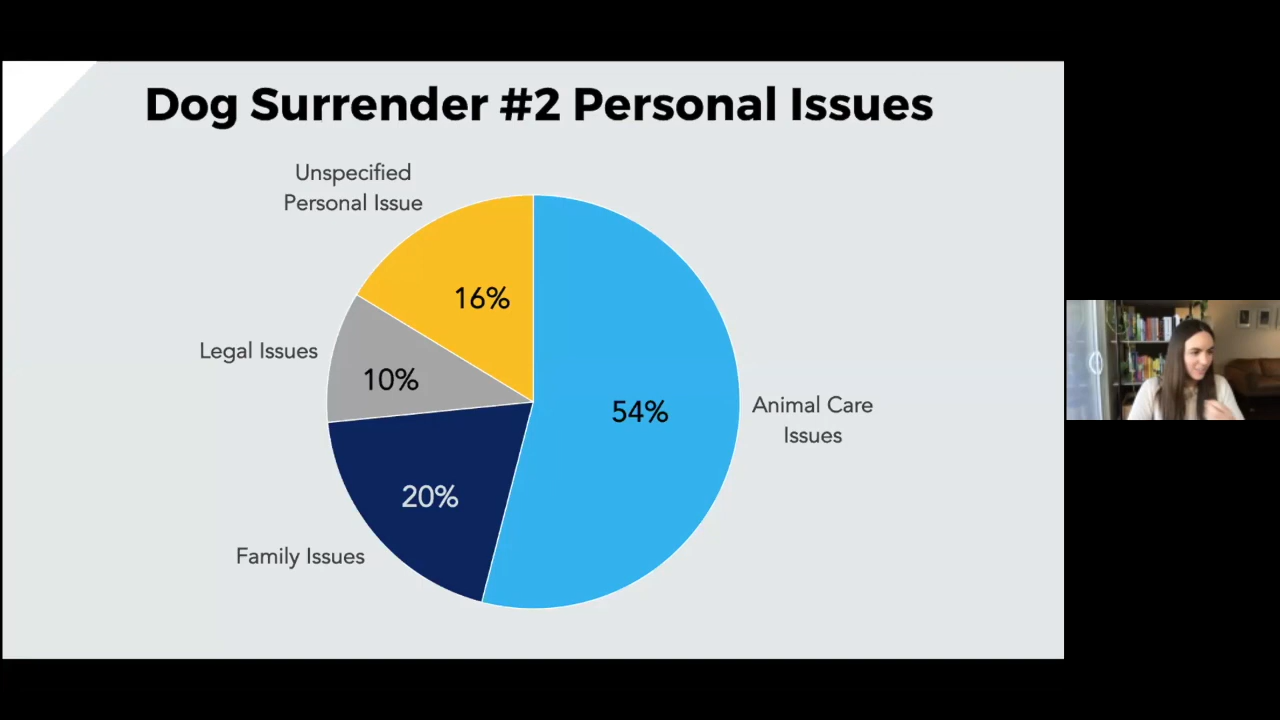 Dog Surrender #2 Personal Issues
Unspecified
Personal Issue
16%
Legal Issues
10%
54%
Animal Care
Issues
20%
Family Issues